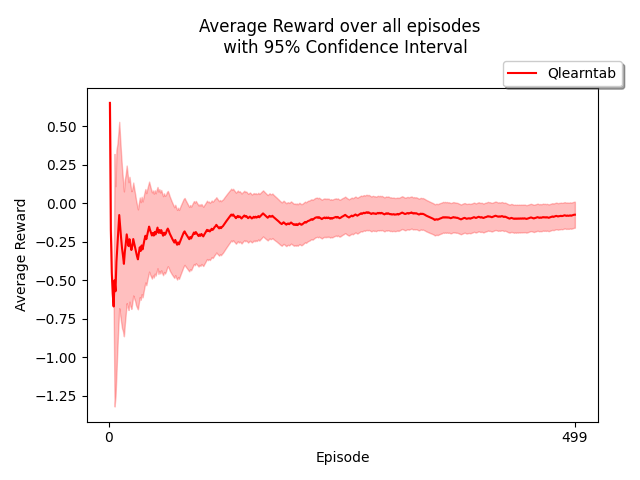 Average Reward over all episodes
with 95% Confidence Interval
Qlearntab
Average Reward
0.50
0.25
0.00
−0.25
−0.50
−0.75
−1.00
−1.25
0
499
Episode